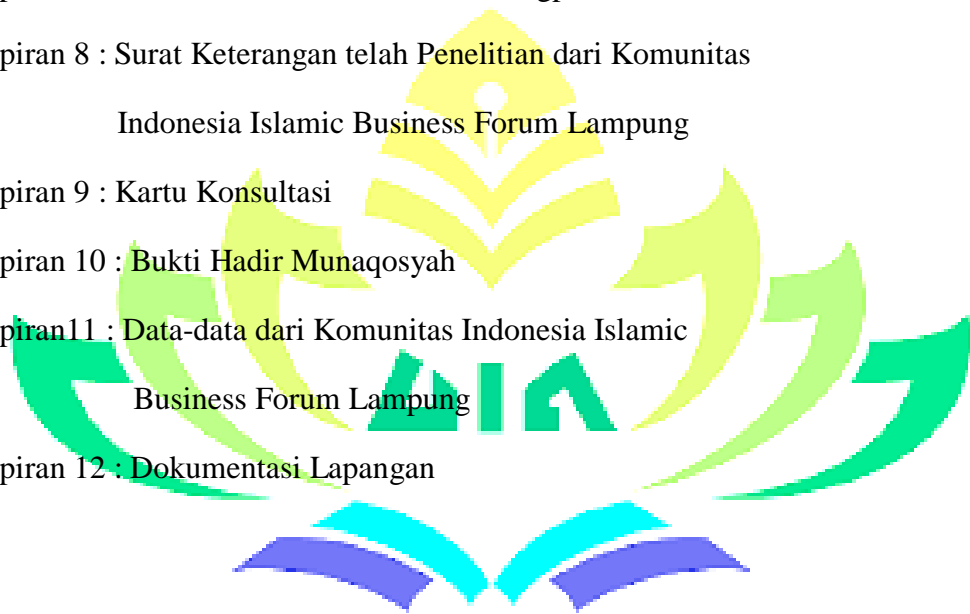 piran 8 : Surat Keterangan telah Penelitian dari Komunitas
Indonesia Islamic Business Forum Lampung
piran 9 : Kartu Konsultasi
piran 10 : Bukti Hadir Munaqosyah
piran11 : Data-data dari Komunitas Indonesia Islamic
Business Forum Lampung
UIN
piran 12 : Dokumentasi Lapangan